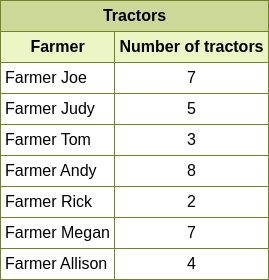 Tractors
Farmer Number of tractors
Farmer Joe 7
Farmer Judy 5
Farmer Tom 3
Farmer Andy 8
Farmer Rick 2
Farmer Megan 7
Farmer Allison 4